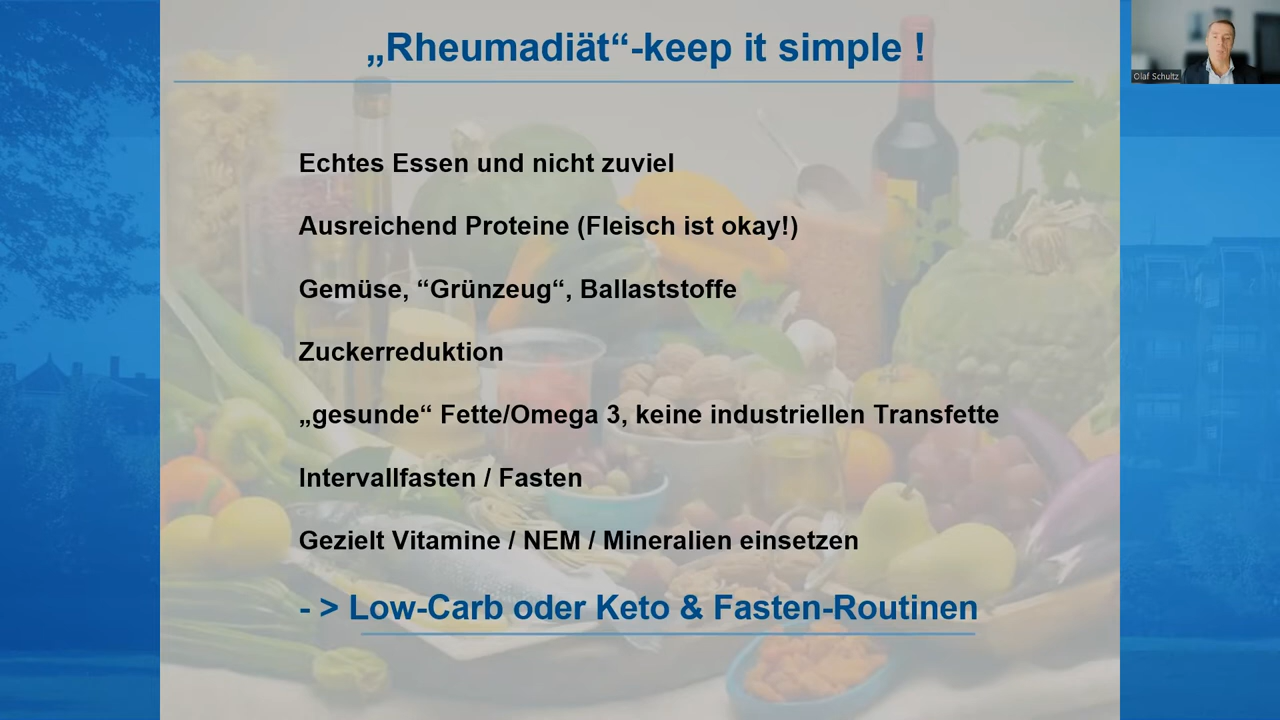 „Rheumadiät“-keep it simple !
Olaf Schultz
Echtes Essen und nicht zuviel
Ausreichend Proteine (Fleisch ist okay!)
Gemüse, “Grünzeug“, Ballaststoffe
Zuckerreduktion
„gesunde“ Fette/Omega 3, keine industriellen Transfette
Intervallfasten / Fasten
Gezielt Vitamine / NEM / Mineralien einsetzen
- > Low-Carb oder Keto & Fasten-Routinen